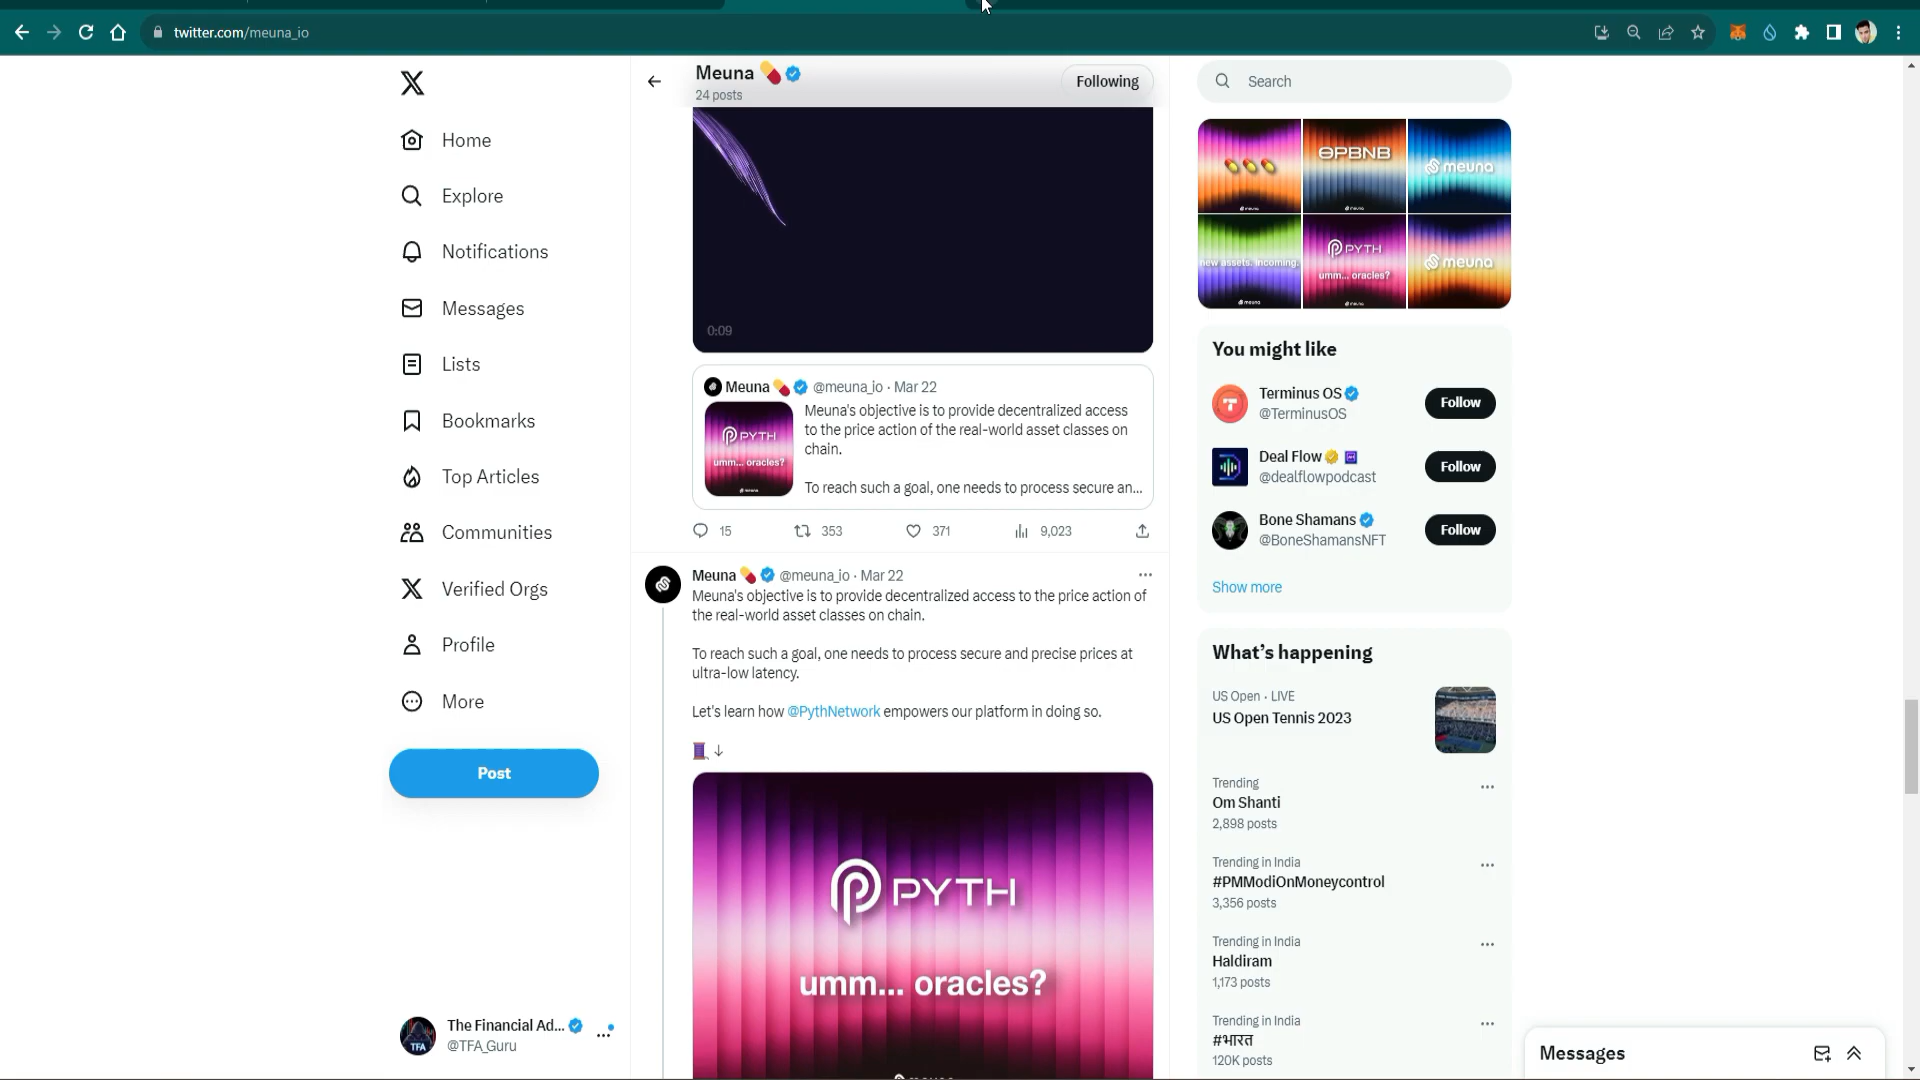 twitter.com/meuna_io
Meuna
24 posts
Following
Search
Home
Explore
Notifications
Messages
Lists
Bookmarks
Top Articles
Communities
Verified Orgs
Profile
More
Post
The Financial Ad...
@TFA_Guru
TFA
0:09
Meuna @meuna_io · Mar 22
Meuna's objective is to provide decentralized access
to the price action of the real-world asset classes on
chain.
To reach such a goal, one needs to process secure an...
PYTH
umm... oracles?
meuna
15 353 371 9,023
Meuna @meuna_io · Mar 22
Meuna's objective is to provide decentralized access to the price action of
the real-world asset classes on chain.
To reach such a goal, one needs to process secure and precise prices at
ultra-low latency.
Let's learn how @PythNetwork empowers our platform in doing so.
↓
PYTH
umm... oracles?
OPBNB
meuna
meuna
meuna
new assets. incoming.
PYTH
umm... oracles?
meuna
meuna
meuna
You might like
Terminus OS
@TerminusOS
Follow
Deal Flow
@dealflowpodcast
Follow
Bone Shamans
@BoneShamansNFT
Follow
Show more
What's happening
US Open · LIVE
US Open Tennis 2023
Trending
Om Shanti
2,898 posts
Trending in India
#PMModiOnMoneycontrol
3,356 posts
Trending in India
Haldiram
1,173 posts
Trending in India
#भारत
120K posts
Messages